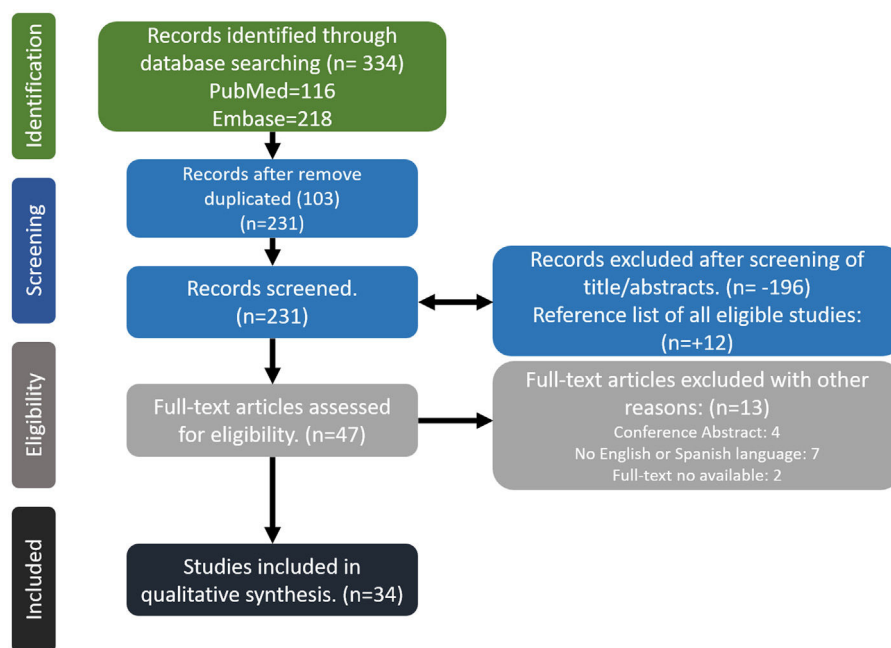 Identification
Records identified through
database searching (n= 334)
PubMed=116
Embase=218
Screening
Records after remove
duplicated (103)
(n=231)
Records screened.
(n=231)
Records excluded after screening of
title/abstracts. (n= -196)
Reference list of all eligible studies:
(n=+12)
Eligibility
Full-text articles assessed
for eligibility. (n=47)
Full-text articles excluded with other
reasons: (n=13)
Conference Abstract: 4
No English or Spanish language: 7
Full-text no available: 2
Included
Studies included in
qualitative synthesis. (n=34)